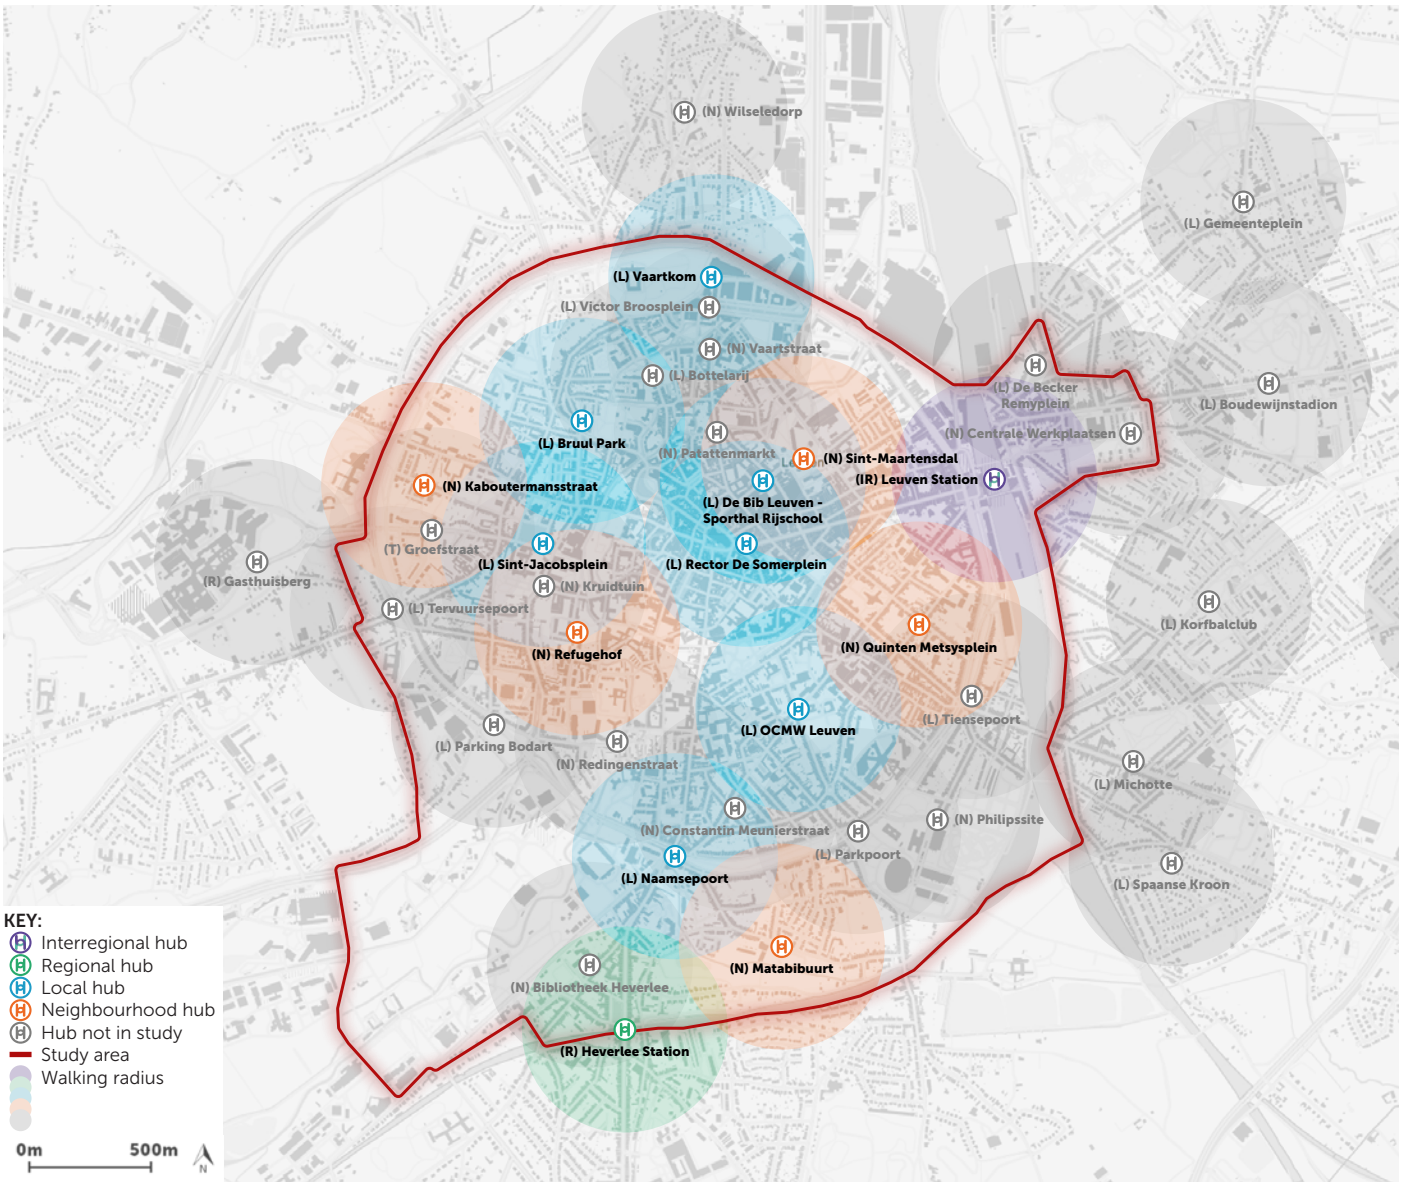 (N) Wilseledorp
(L) Gemeenteplein
(L) Vaartkom
(L) Victor Broosplein
(N) Vaartstraat
(L) Bottelarij
(L) De Becker
Remyplein
(L) Boudewijnstadion
(N) Centrale Werkplaatsen
(L) Bruul Park
(N) Patattenmarkt
Leuven
(N) Sint-Maartensdal
(IR) Leuven Station
(N) Kaboutermansstraat
(L) De Bib Leuven -
Sporthal Rijschool
(T) Groefstraat
(L) Sint-Jacobsplein
(L) Rector De Somerplein
(R) Gasthuisberg
(N) Kruidtuin
(L) Tervuursepoort
(L) Korfbalclub
(N) Refugehof
(N) Quinten Metsysplein
(L) Tiensepoort
(L) OCMW Leuven
(L) Parking Bodart
(N) Redingenstraat
(L) Michotte
(N) Constantin Meunierstraat
(N) Philipssite
(L) Parkpoort
(L) Naamsepoort
(L) Spaanse Kroon
(N) Matabibuurt
(N) Bibliotheek Heverlee
(R) Heverlee Station
KEY:
Interregional hub
Regional hub
Local hub
Neighbourhood hub
Hub not in study
Study area
Walking radius
0m 500m
N